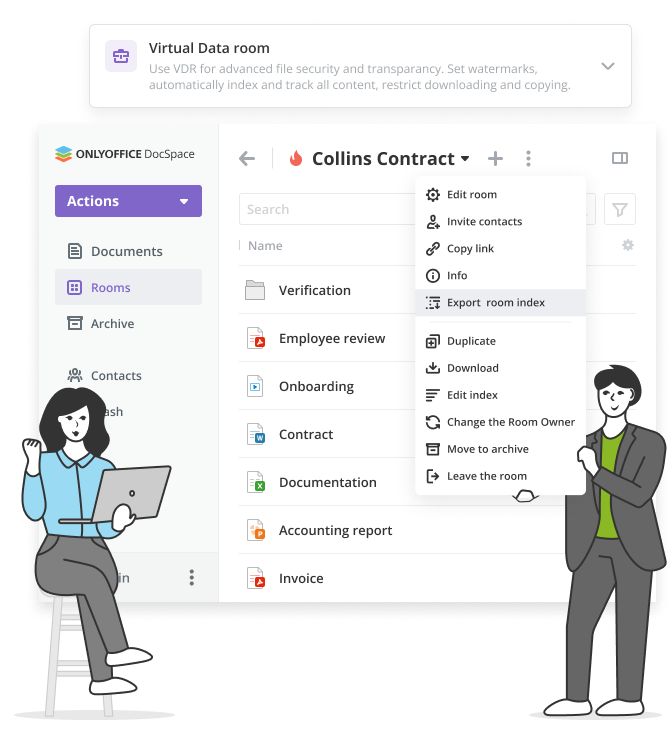 Virtual Data room
Use VDR for advanced file security and transparancy. Set watermarks,
automatically index and track all content, restrict downloading and copying.
ONLYOFFICE DocSpace
Actions
Documents
Rooms
Archive
Contacts
ash
in
Collins Contract
Search
Name
Verification
Employee review
Onboarding
W
Contract
X
Documentation
P
Accounting report
Invoice
Edit room
Invite contacts
Copy link
Info
Export room index
Duplicate
Download
Edit index
Change the Room Owner
Move to archive
Leave the room